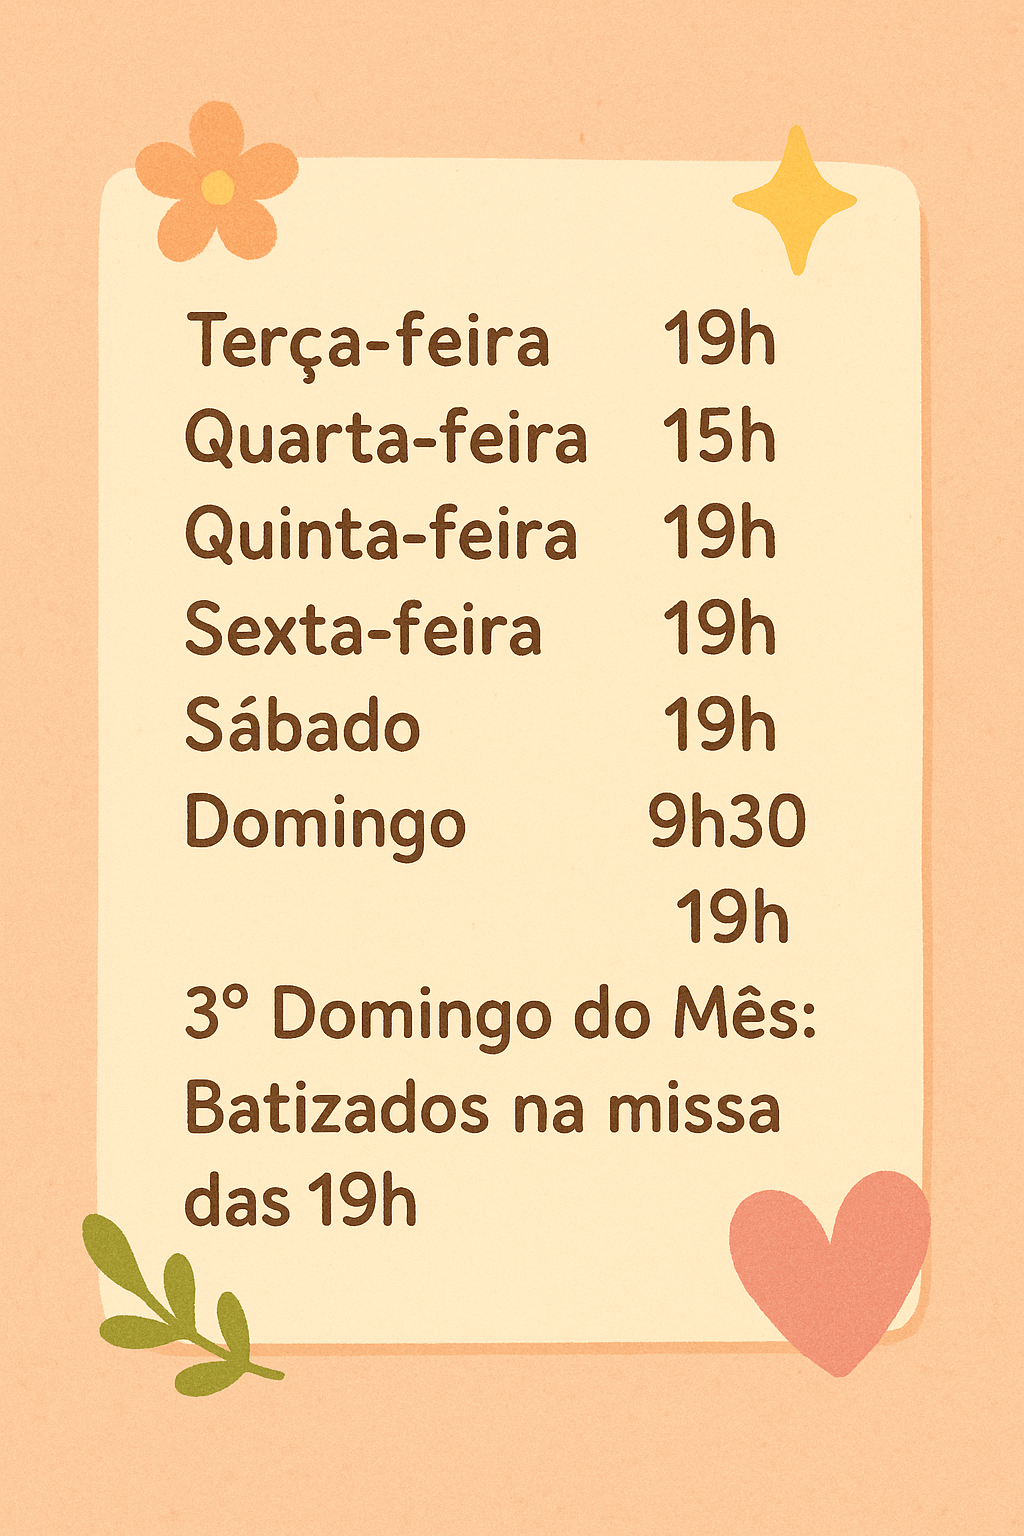 Terça-feira 19h
Quarta-feira 15h
Quinta-feira 19h
Sexta-feira 19h
Sábado 19h
Domingo 9h30
19h
3º Domingo do Mês:
Batizados na missa
das 19h